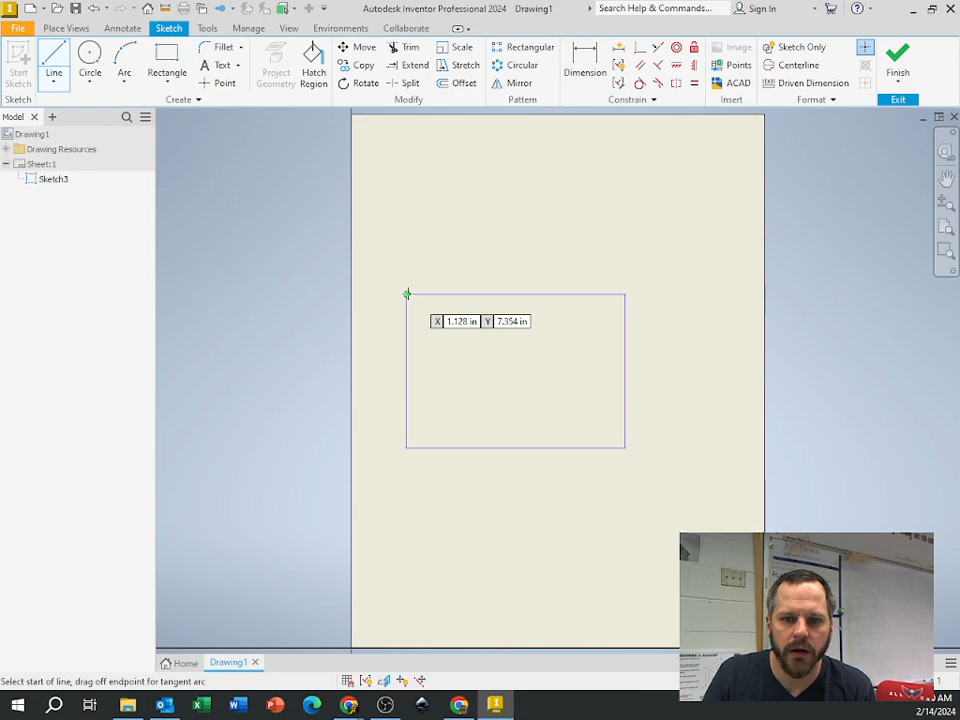 Autodesk Inventor Professional 2024 Drawing1
Search Help & Commands...
Sign In
File Place Views Annotate Sketch Tools Manage View Environments Collaborate
Start Sketch
Line
Circle
Arc
Rectangle
Fillet
Text
Point
Project Geometry
Hatch Region
Move
Copy
Rotate
Trim
Extend
Split
Scale
Stretch
Offset
Rectangular
Circular
Mirror
Dimension
Image
Points
ACAD
Sketch Only
Centerline
Driven Dimension
Finish
Sketch Create Modify Pattern Constrain Insert Format Exit
Model
Drawing1
Drawing Resources
Sheet:1
Sketch3
X 1.128 in Y 7.354 in
Home Drawing1
Select start of line, drag off endpoint for tangent arc
AM
2/14/2024